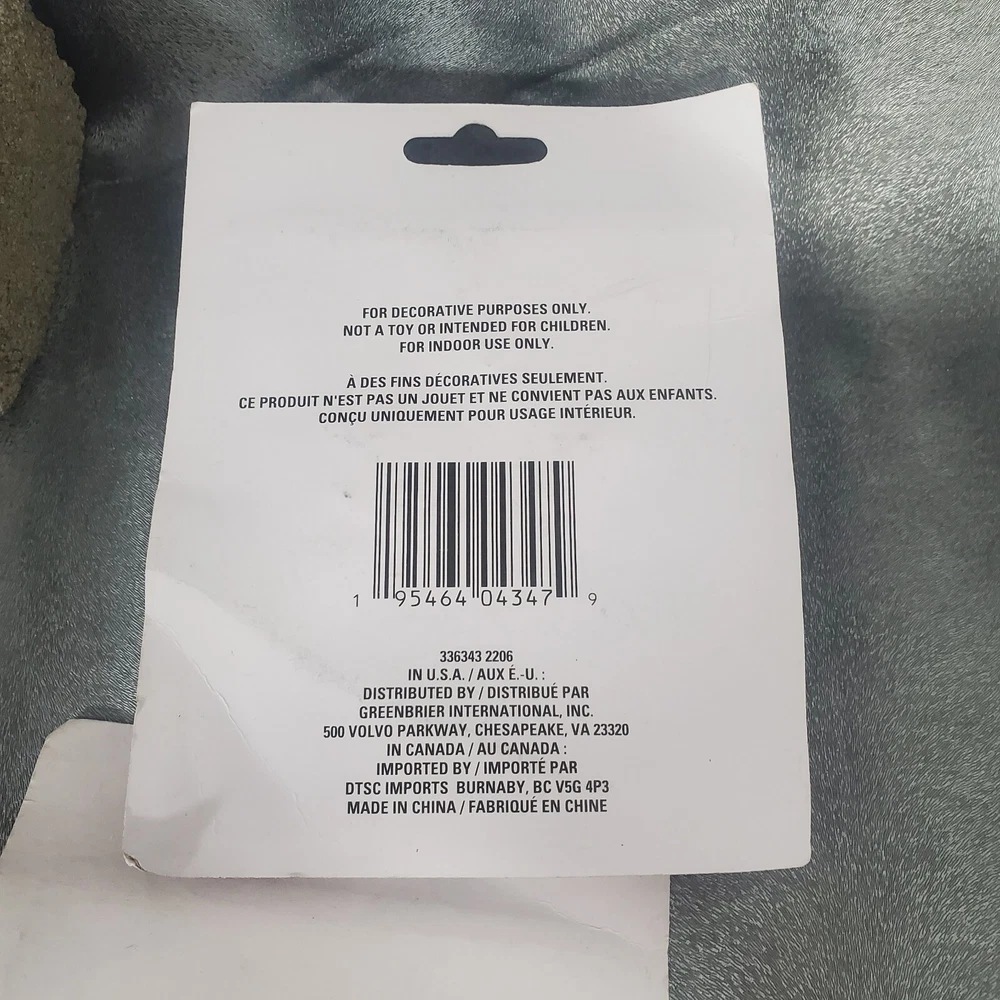 FOR DECORATIVE PURPOSES ONLY.
NOT A TOY OR INTENDED FOR CHILDREN.
FOR INDOOR USE ONLY.
À DES FINS DÉCORATIVES SEULEMENT.
CE PRODUIT N'EST PAS UN JOUET ET NE CONVIENT PAS AUX ENFANTS.
CONÇU UNIQUEMENT POUR USAGE INTÉRIEUR.
1 95464 04347 9
336343 2206
IN U.S.A. / AUX É.-U. :
DISTRIBUTED BY / DISTRIBUÉ PAR
GREENBRIER INTERNATIONAL, INC.
500 VOLVO PARKWAY, CHESAPEAKE, VA 23320
IN CANADA / AU CANADA :
IMPORTED BY / IMPORTÉ PAR
DTSC IMPORTS BURNABY, BC V5G 4P3
MADE IN CHINA / FABRIQUÉ EN CHINE